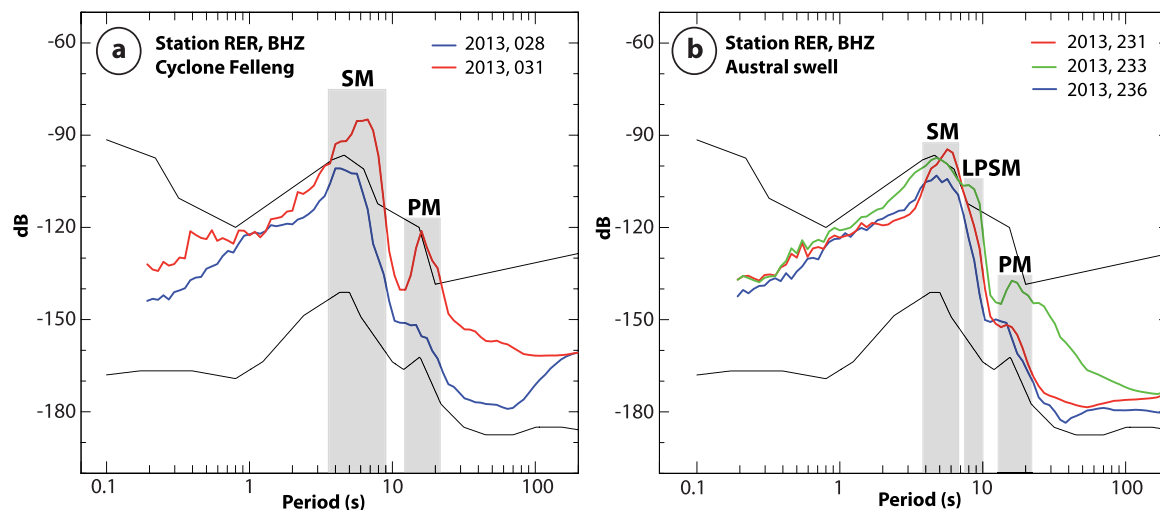 a
Station RER, BHZ
Cyclone Felleng
2013, 028
2013, 031
SM
PM
-60
-90
-120
-150
-180
dB
0.1
1
10
100
Period (s)
b
Station RER, BHZ
Austral swell
2013, 231
2013, 233
2013, 236
SM
LPSM
PM
-60
-90
-120
-150
-180
dB
0.1
1
10
100
Period (s)